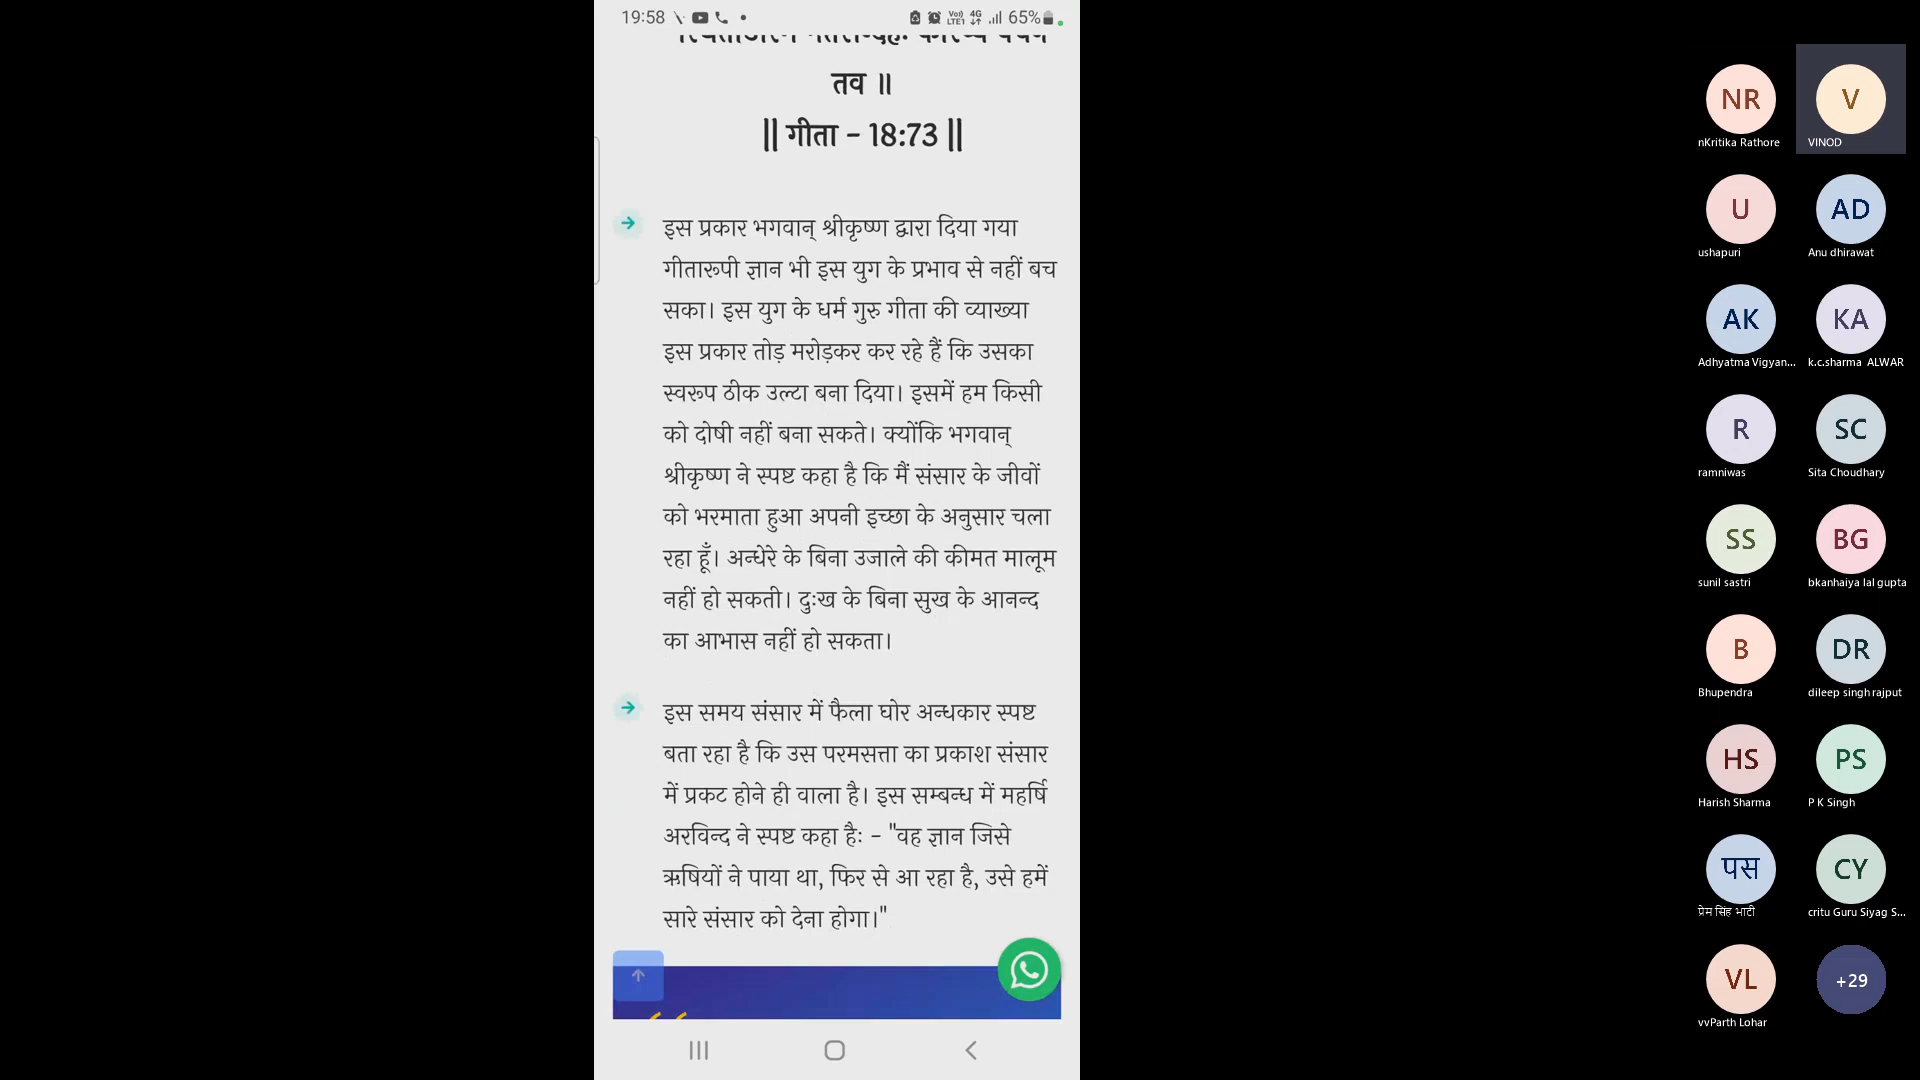 19:58
Vo)) LTE1 4G 65%
तव ॥
|| गीता - 18:73 ||
इस प्रकार भगवान् श्रीकृष्ण द्वारा दिया गया
गीतारूपी ज्ञान भी इस युग के प्रभाव से नहीं बच
सका। इस युग के धर्म गुरु गीता की व्याख्या
इस प्रकार तोड़ मरोड़कर कर रहे हैं कि उसका
स्वरूप ठीक उल्टा बना दिया। इसमें हम किसी
को दोषी नहीं बना सकते। क्योंकि भगवान्
श्रीकृष्ण ने स्पष्ट कहा है कि मैं संसार के जीवों
को भरमाता हुआ अपनी इच्छा के अनुसार चला
रहा हूँ। अन्धेरे के बिना उजाले की कीमत मालूम
नहीं हो सकती। दुःख के बिना सुख के आनन्द
का आभास नहीं हो सकता।
इस समय संसार में फैला घोर अन्धकार स्पष्ट
बता रहा है कि उस परमसत्ता का प्रकाश संसार
में प्रकट होने ही वाला है। इस सम्बन्ध में महर्षि
अरविन्द ने स्पष्ट कहा हैः - "वह ज्ञान जिसे
ऋषियों ने पाया था, फिर से आ रहा है, उसे हमें
सारे संसार को देना होगा।"
NR V
nKritika Rathore VINOD
U AD
ushapuri Anu dhirawat
AK KA
Adhyatma Vigyan... k.c.sharma ALWAR
R SC
ramniwas Sita Choudhary
SS BG
sunil sastri bkanhaiya lal gupta
B DR
Bhupendra dileep singh rajput
HS PS
Harish Sharma P K Singh
पस CY
प्रेम सिंह भाटी critu Guru Siyag S...
VL +29
vvParth Lohar